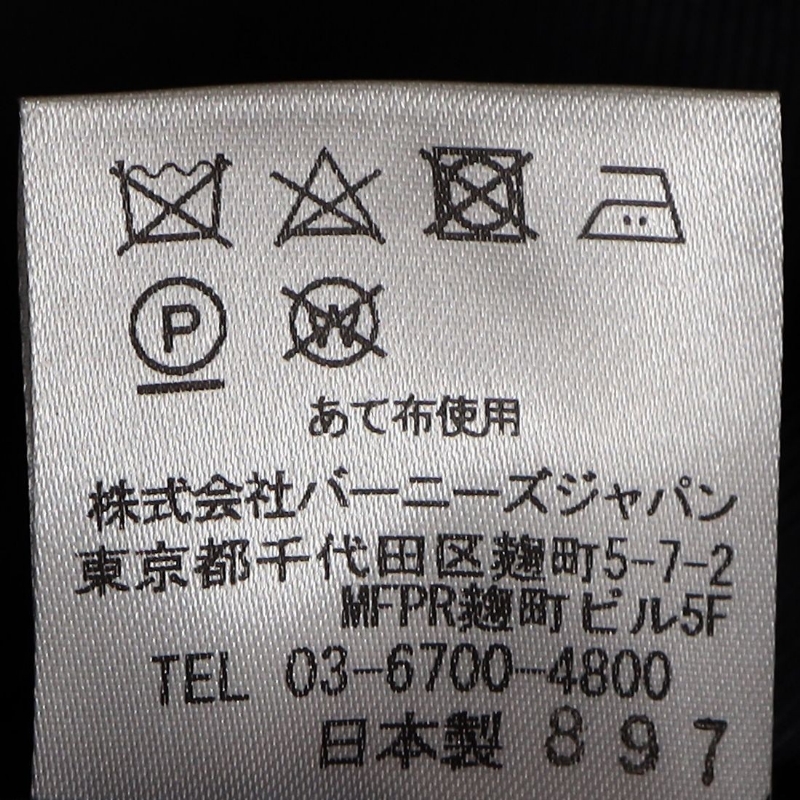 P W
あて布使用
株式会社バーニーズジャパン
東京都千代田区麹町5-7-2
MFPR麹町ビル5F
TEL 03-6700-4800
日本製 897